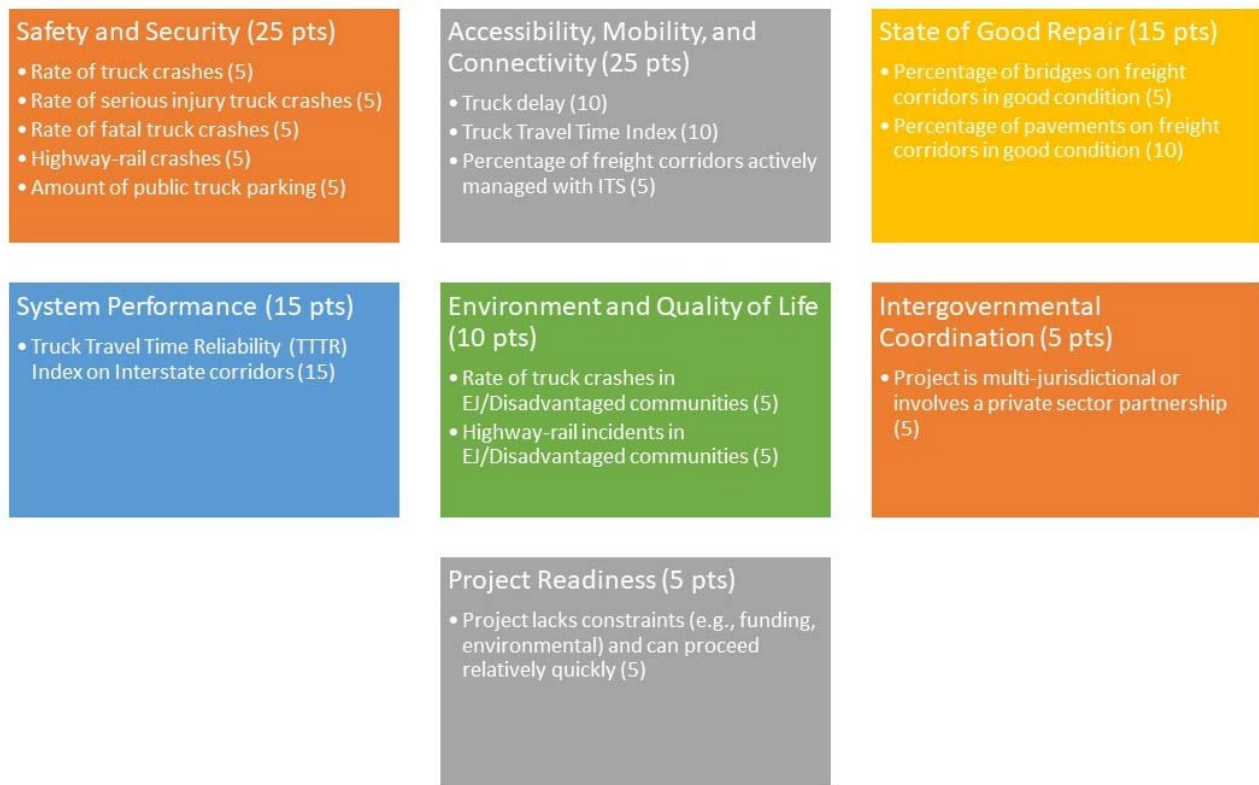 Safety and Security (25 pts)
• Rate of truck crashes (5)
• Rate of serious injury truck crashes (5)
• Rate of fatal truck crashes (5)
• Highway-rail crashes (5)
• Amount of public truck parking (5)
Accessibility, Mobility, and
Connectivity (25 pts)
• Truck delay (10)
• Truck Travel Time Index (10)
• Percentage of freight corridors actively
managed with ITS (5)
State of Good Repair (15 pts)
• Percentage of bridges on freight
corridors in good condition (5)
• Percentage of pavements on freight
corridors in good condition (10)
System Performance (15 pts)
• Truck Travel Time Reliability (TTTR)
Index on Interstate corridors (15)
Environment and Quality of Life
(10 pts)
• Rate of truck crashes in
EJ/Disadvantaged communities (5)
• Highway-rail incidents in
EJ/Disadvantaged communities (5)
Intergovernmental
Coordination (5 pts)
• Project is multi-jurisdictional or
involves a private sector partnership
(5)
Project Readiness (5 pts)
• Project lacks constraints (e.g., funding,
environmental) and can proceed
relatively quickly (5)